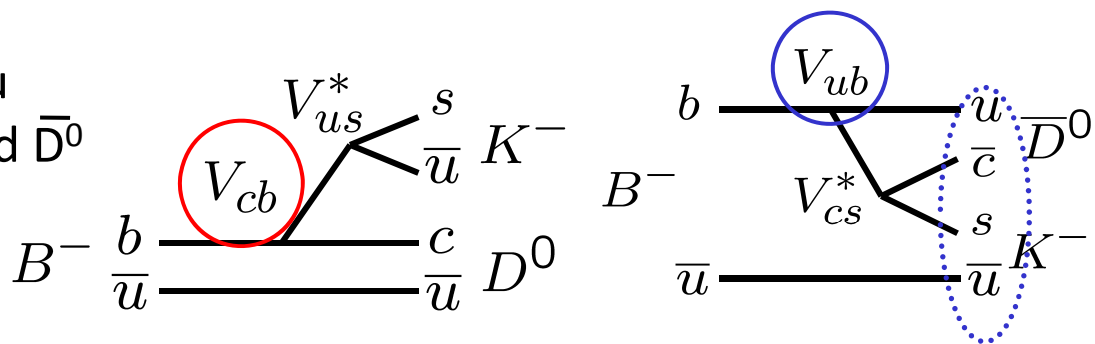 u
d D̅⁰
V*us
s
u̅ K⁻
Vcb
B⁻ b
u̅
c
u̅ D⁰
Vub
b
u D̅⁰
c̅
B⁻
V*cs
s
K⁻
u̅
u̅